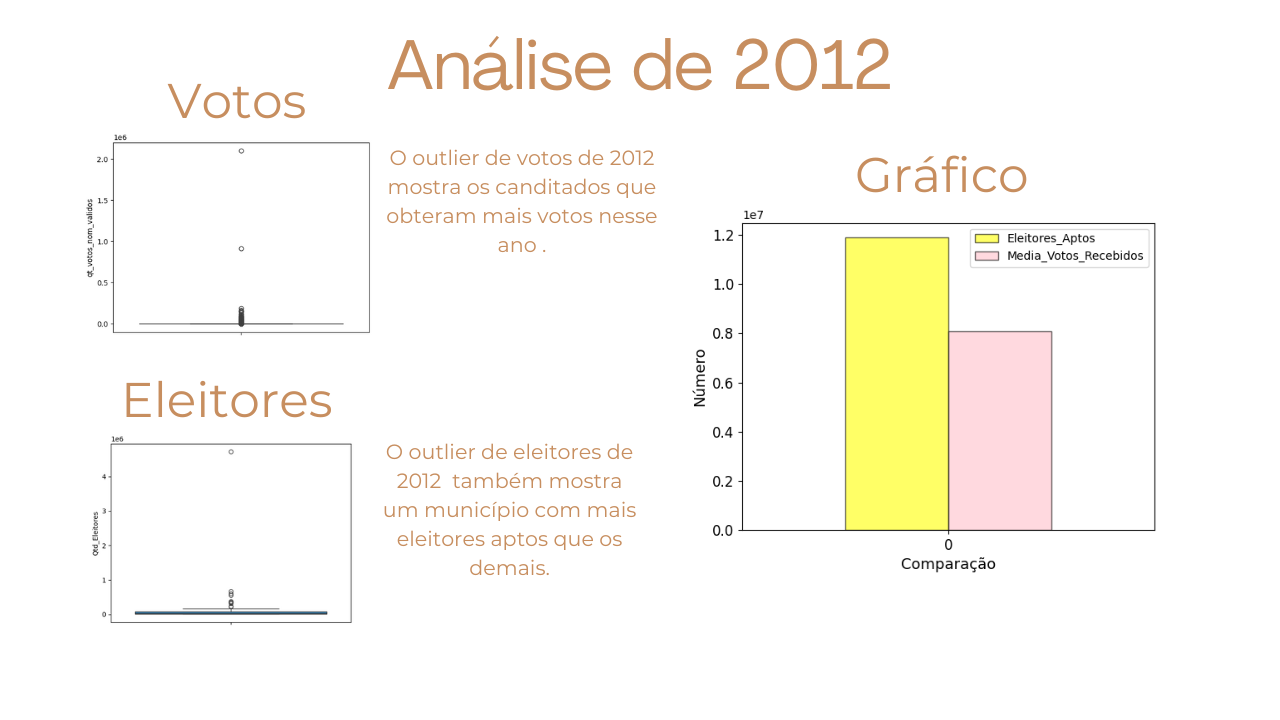 Análise de 2012
Votos
1e6
2.0
1.5
1.0
0.5
0.0
qt_votos_nom_validos
O outlier de votos de 2012
mostra os canditados que
obteram mais votos nesse
ano .
Eleitores
1e6
4
3
2
1
0
Qtd_Eleitores
O outlier de eleitores de
2012  também mostra
um município com mais
eleitores aptos que os
demais.
Gráfico
1e7
1.2
1.0
0.8
0.6
0.4
0.2
0.0
Número
Eleitores_Aptos
Media_Votos_Recebidos
0
Comparação